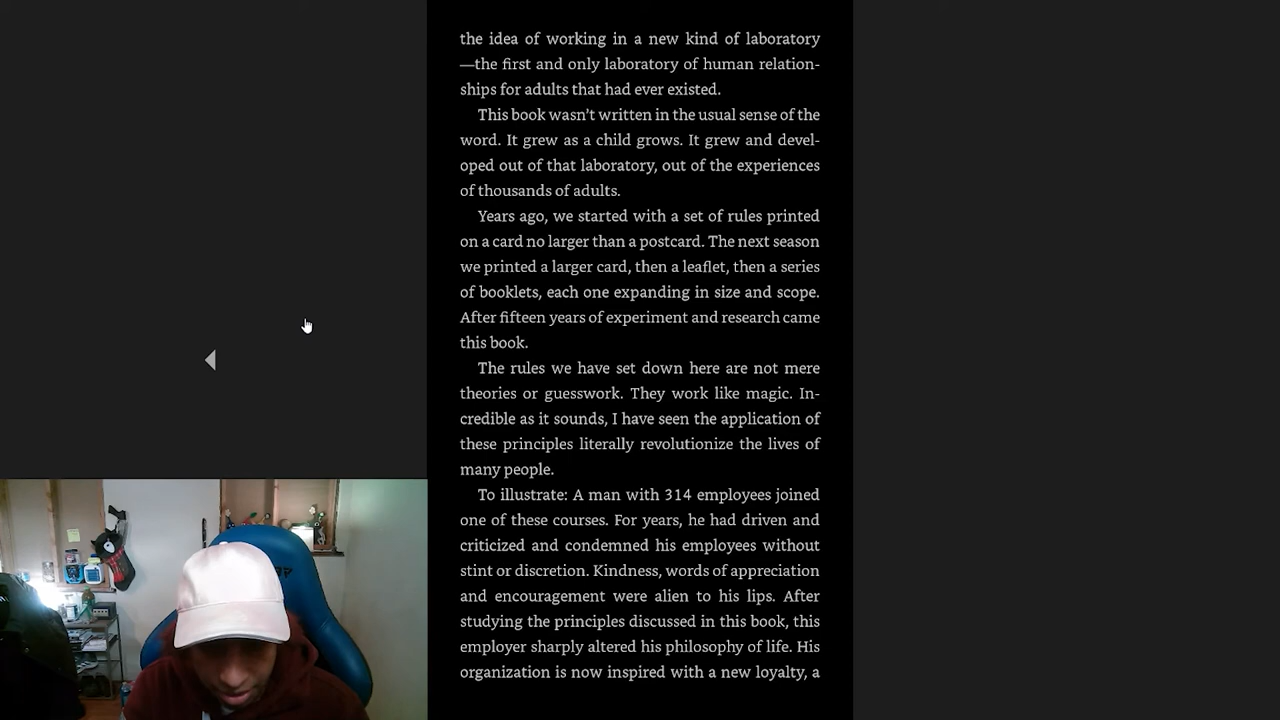 the idea of working in a new kind of laboratory
—the first and only laboratory of human relation-
ships for adults that had ever existed.
This book wasn’t written in the usual sense of the
word. It grew as a child grows. It grew and devel-
oped out of that laboratory, out of the experiences
of thousands of adults.
Years ago, we started with a set of rules printed
on a card no larger than a postcard. The next season
we printed a larger card, then a leaflet, then a series
of booklets, each one expanding in size and scope.
After fifteen years of experiment and research came
this book.
The rules we have set down here are not mere
theories or guesswork. They work like magic. In-
credible as it sounds, I have seen the application of
these principles literally revolutionize the lives of
many people.
To illustrate: A man with 314 employees joined
one of these courses. For years, he had driven and
criticized and condemned his employees without
stint or discretion. Kindness, words of appreciation
and encouragement were alien to his lips. After
studying the principles discussed in this book, this
employer sharply altered his philosophy of life. His
organization is now inspired with a new loyalty, a